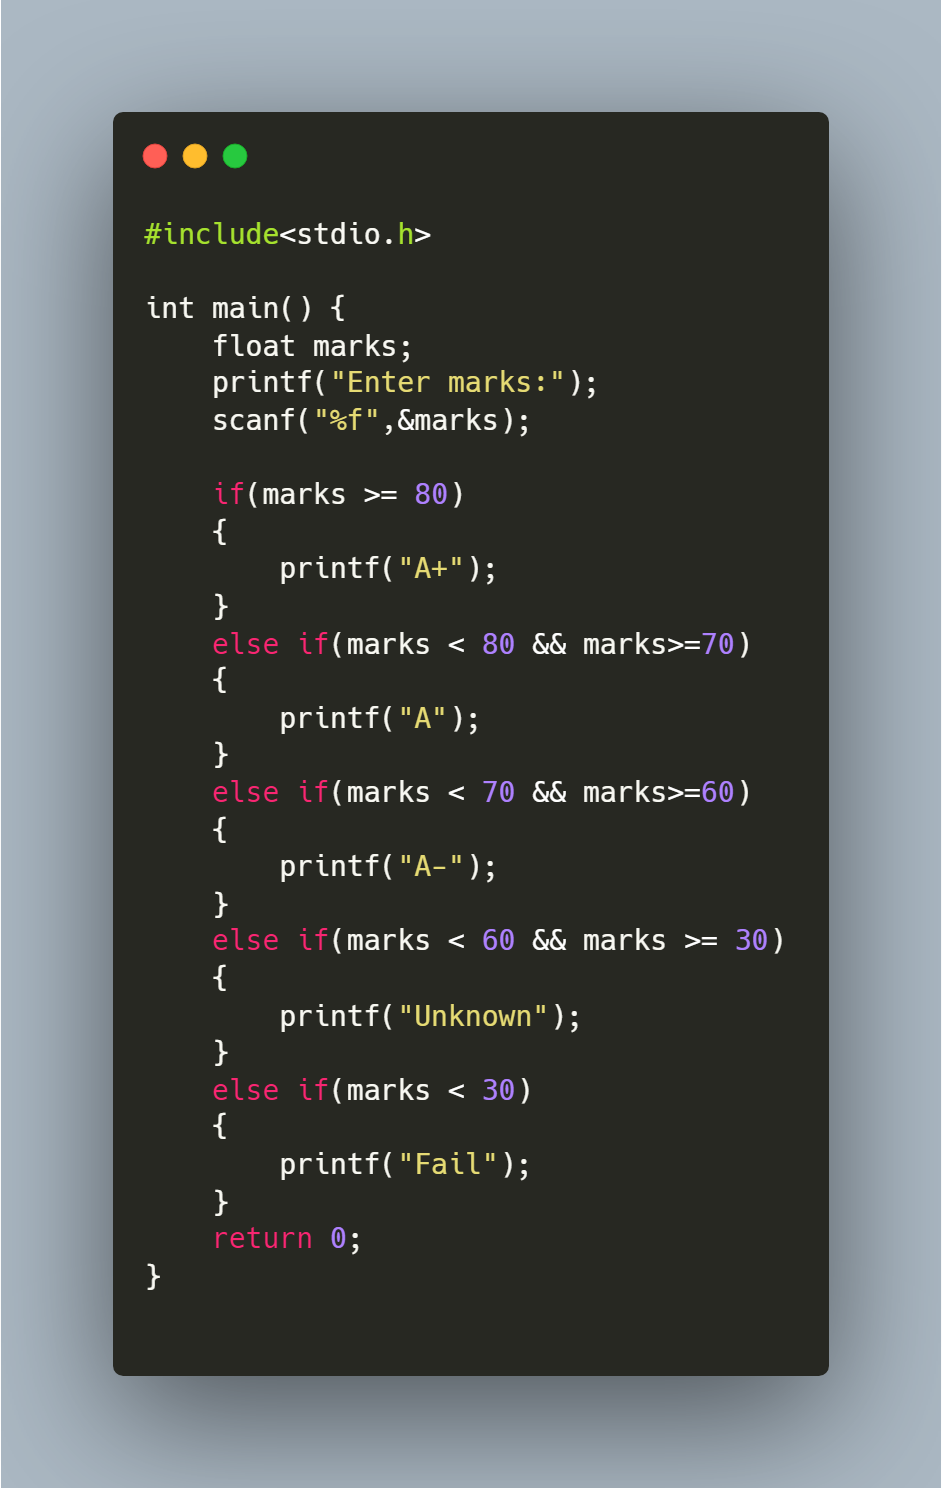 #include<stdio.h>

int main() {
    float marks;
    printf("Enter marks:");
    scanf("%f",&marks);

    if(marks >= 80)
    {
        printf("A+");
    }
    else if(marks < 80 && marks>=70)
    {
        printf("A");
    }
    else if(marks < 70 && marks>=60)
    {
        printf("A-");
    }
    else if(marks < 60 && marks >= 30)
    {
        printf("Unknown");
    }
    else if(marks < 30)
    {
        printf("Fail");
    }
    return 0;
}